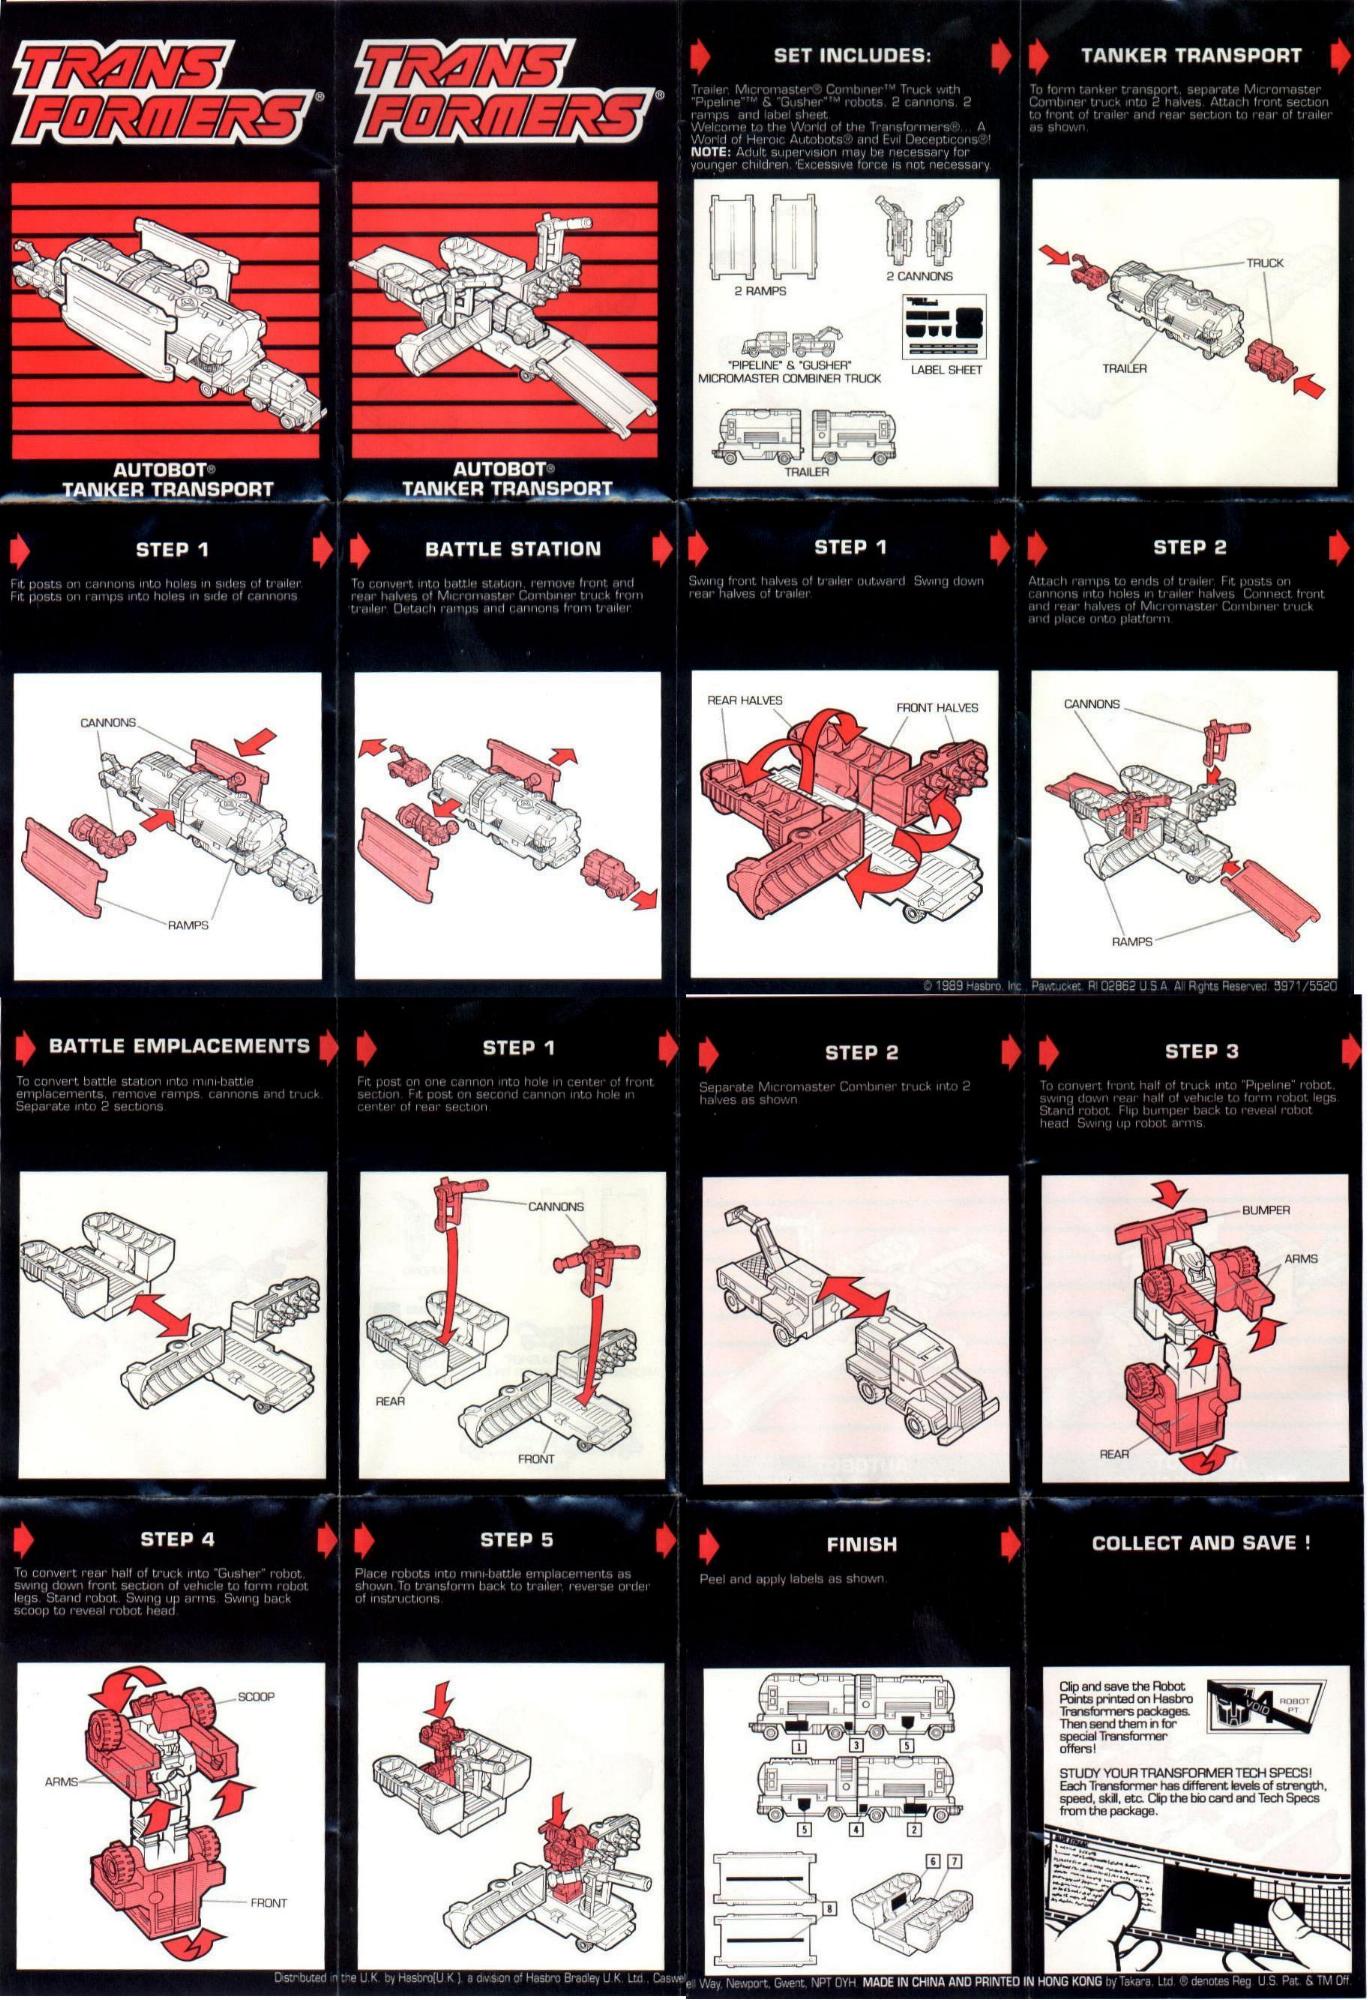 TRANS
FORMERS®
AUTOBOT®
TANKER TRANSPORT
TRANS
FORMERS®
AUTOBOT®
TANKER TRANSPORT
SET INCLUDES:
Trailer, Micromaster® Combiner™ Truck with
"Pipeline"™ & "Gusher"™ robots, 2 cannons, 2
ramps and label sheet.
Welcome to the World of the Transformers®... A
World of Heroic Autobots® and Evil Decepticons®!
NOTE: Adult supervision may be necessary for
younger children. Excessive force is not necessary.
2 RAMPS
2 CANNONS
"PIPELINE" & "GUSHER"
MICROMASTER COMBINER TRUCK
LABEL SHEET
TRAILER
TANKER TRANSPORT
To form tanker transport, separate Micromaster
Combiner truck into 2 halves. Attach front section
to front of trailer and rear section to rear of trailer
as shown.
TRUCK
TRAILER
STEP 1
Fit posts on cannons into holes in sides of trailer.
Fit posts on ramps into holes in side of cannons.
CANNONS
RAMPS
BATTLE STATION
To convert into battle station, remove front and
rear halves of Micromaster Combiner truck from
trailer. Detach ramps and cannons from trailer.
STEP 1
Swing front halves of trailer outward. Swing down
rear halves of trailer.
REAR HALVES
FRONT HALVES
STEP 2
Attach ramps to ends of trailer. Fit posts on
cannons into holes in trailer halves. Connect front
and rear halves of Micromaster Combiner truck
and place onto platform.
CANNONS
RAMPS
© 1989 Hasbro, Inc., Pawtucket, RI 02862 U.S.A. All Rights Reserved. 5971/5520
BATTLE EMPLACEMENTS
To convert battle station into mini-battle
emplacements, remove ramps, cannons and truck.
Separate into 2 sections.
STEP 1
Fit post on one cannon into hole in center of front
section. Fit post on second cannon into hole in
center of rear section.
CANNONS
REAR
FRONT
STEP 2
Separate Micromaster Combiner truck into 2
halves as shown.
STEP 3
To convert front half of truck into "Pipeline" robot,
swing down rear half of vehicle to form robot legs.
Stand robot. Flip bumper back to reveal robot
head. Swing up robot arms.
BUMPER
ARMS
REAR
STEP 4
To convert rear half of truck into "Gusher" robot,
swing down front section of vehicle to form robot
legs. Stand robot. Swing up arms. Swing back
scoop to reveal robot head.
SCOOP
ARMS
FRONT
STEP 5
Place robots into mini-battle emplacements as
shown. To transform back to trailer, reverse order
of instructions.
FINISH
Peel and apply labels as shown.
1 3 5
5 4 2
6 7
8
COLLECT AND SAVE !
Clip and save the Robot
Points printed on Hasbro
Transformers packages.
Then send them in for
special Transformer
offers!
VOID 4 ROBOT
PT.
STUDY YOUR TRANSFORMER TECH SPECS!
Each Transformer has different levels of strength,
speed, skill, etc. Clip the bio card and Tech Specs
from the package.
Distributed in the U.K. by Hasbro(U.K.), a division of Hasbro Bradley U.K. Ltd., Caswell Way, Newport, Gwent, NPT OYH. MADE IN CHINA AND PRINTED IN HONG KONG by Takara, Ltd. ® denotes Reg. U.S. Pat. & TM Off.